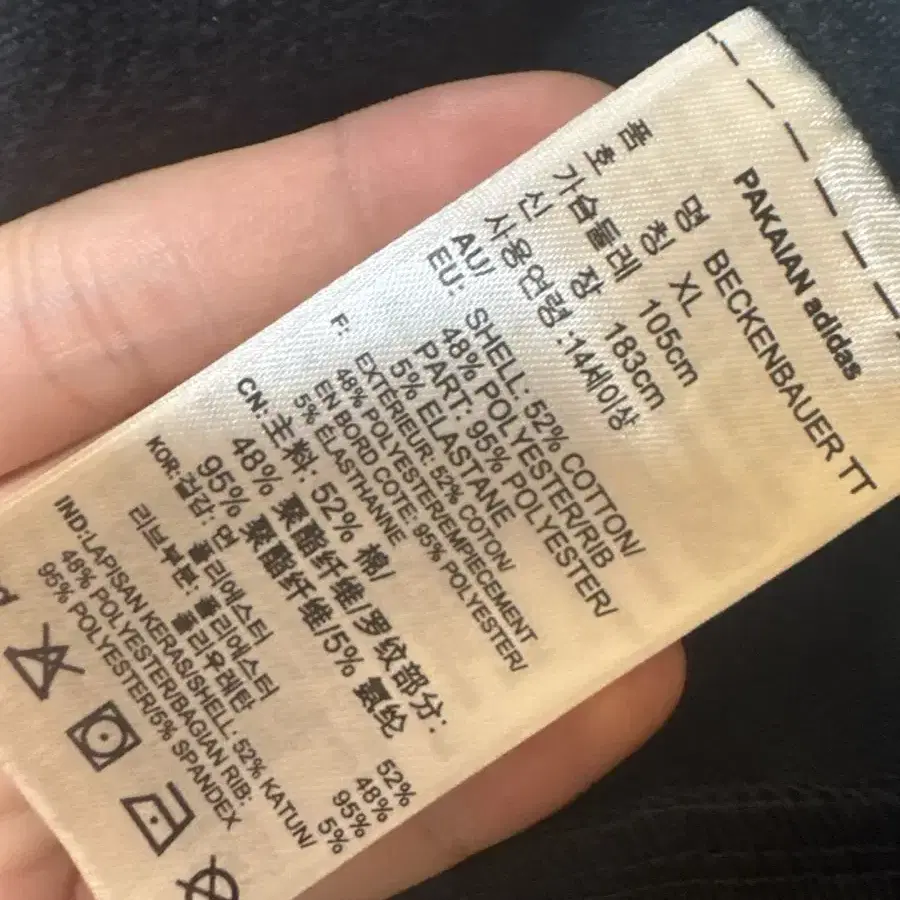 PAKAIAN adidas
품 명 BECKENBAUER TT
호 칭 XL
가슴둘레 105cm
신 장 183cm
사용연령 :14세이상
AU/
EU: SHELL: 52% COTTON/
48% POLYESTER/RIB
PART: 95% POLYESTER/
5% ELASTANE
F: EXTÉRIEUR: 52% COTON/
48% POLYESTER/EMPIÈCEMENT
EN BORD CÔTE: 95% POLYESTER/
5% ÉLASTHANNE
CN: 主料: 52% 棉/
48% 聚酯纤维/罗纹部分:
95% 聚酯纤维/5% 氨纶
KOR: 겉감: 면 52%
폴리에스터 48%
리브부분: 폴리에스터 95%
폴리우레탄 5%
IND:LAPISAN KERAS/SHELL: 52% KATUN/
48% POLYESTER/BAGIAN RIB:
95% POLYESTER/5% SPANDEX